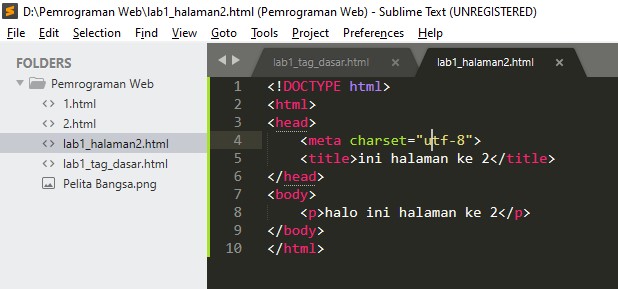 D:\Pemrograman Web\lab1_halaman2.html (Pemrograman Web) - Sublime Text (UNREGISTERED)
File Edit Selection Find View Goto Tools Project Preferences Help
FOLDERS
Pemrograman Web
<> 1.html
<> 2.html
<> lab1_halaman2.html
<> lab1_tag_dasar.html
Pelita Bangsa.png
lab1_tag_dasar.html × lab1_halaman2.html ×
1 <!DOCTYPE html>
2 <html>
3 <head>
4     <meta charset="utf-8">
5     <title>ini halaman ke 2</title>
6 </head>
7 <body>
8     <p>halo ini halaman ke 2</p>
9 </body>
10 </html>